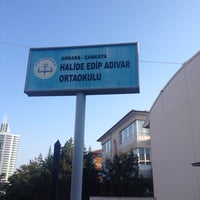 ANKARA - ÇANKAYA
HALİDE EDİP ADIVAR
ORTAOKULU